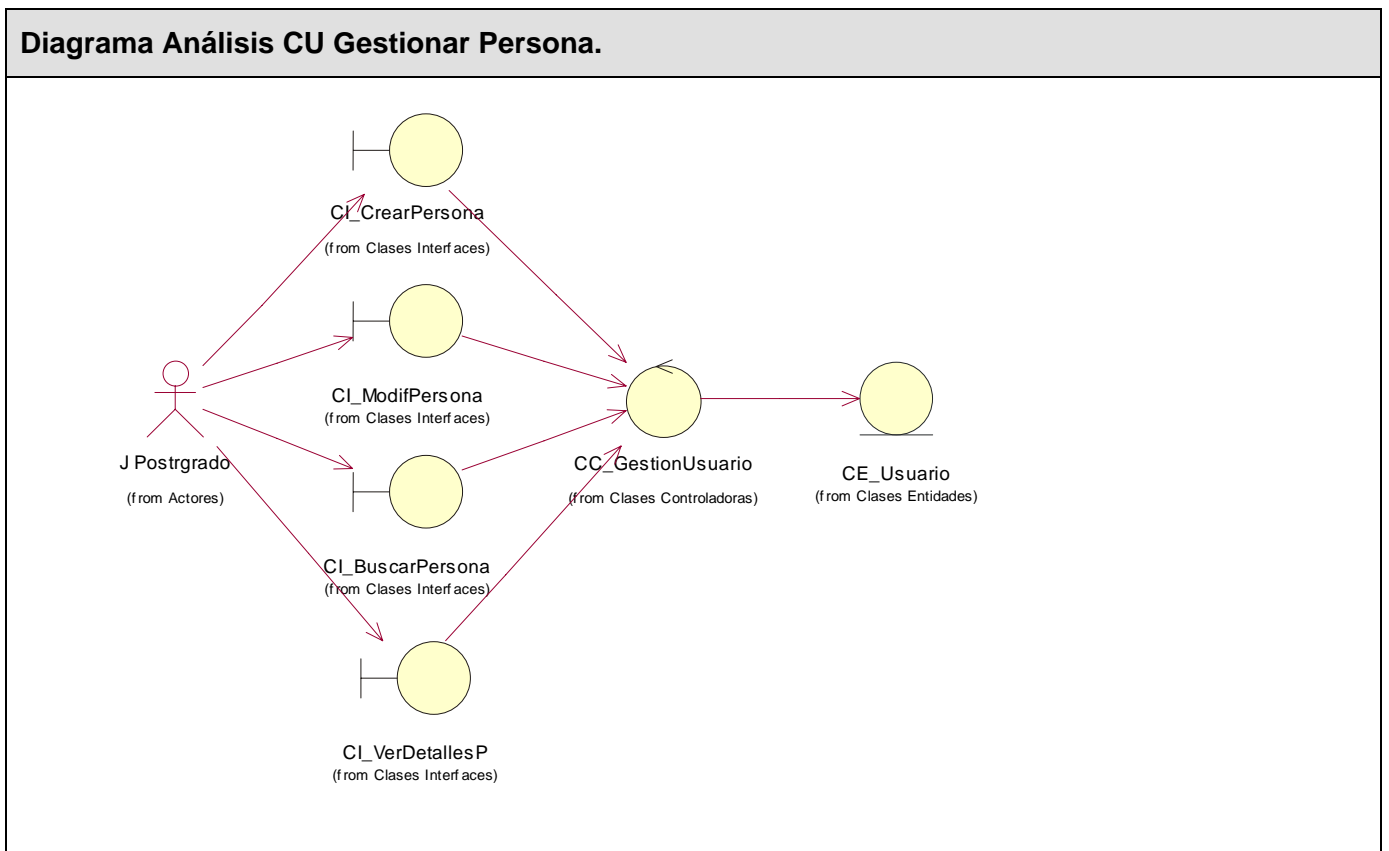 Diagrama Análisis CU Gestionar Persona.
CI_CrearPersona
(from Clases Interfaces)
CI_ModifPersona
(from Clases Interfaces)
J Postrgrado
(from Actores)
CC_GestionUsuario
(from Clases Controladoras)
CE_Usuario
(from Clases Entidades)
CI_BuscarPersona
(from Clases Interfaces)
CI_VerDetallesP
(from Clases Interfaces)